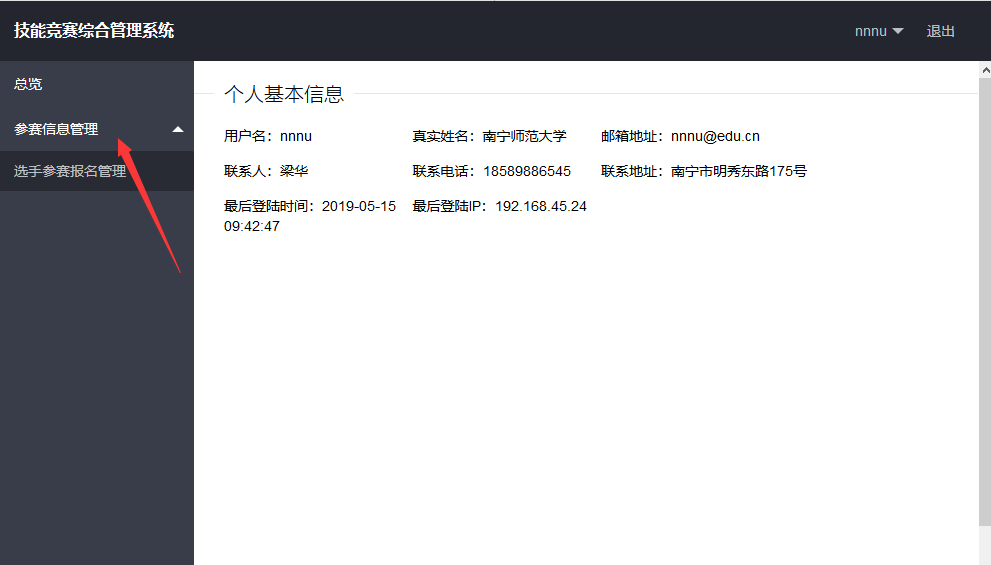 技能竞赛综合管理系统
nnnu 退出
总览
参赛信息管理
选手参赛报名管理
个人基本信息
用户名：nnnu 真实姓名：南宁师范大学 邮箱地址：nnnu@edu.cn
联系人：梁华 联系电话：18589886545 联系地址：南宁市明秀东路175号
最后登陆时间：2019-05-15 最后登陆IP：192.168.45.24
09:42:47